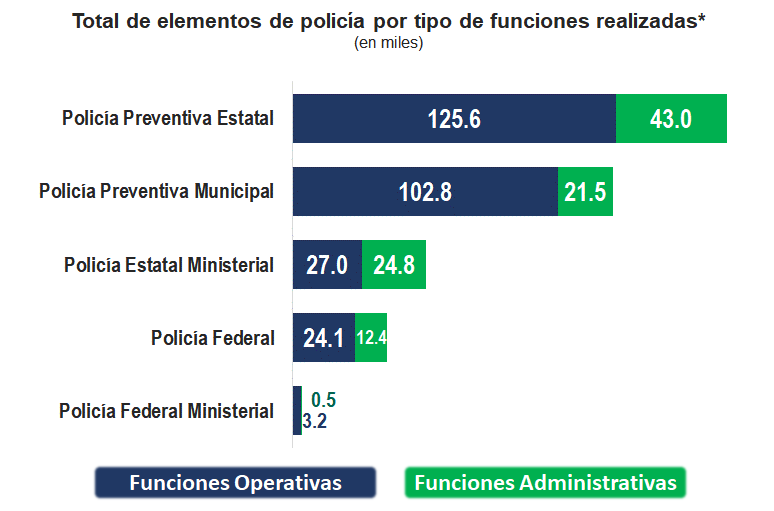 Total de elementos de policía por tipo de funciones realizadas*
(en miles)
Policía Preventiva Estatal 125.6 43.0
Policía Preventiva Municipal 102.8 21.5
Policía Estatal Ministerial 27.0 24.8
Policía Federal 24.1 12.4
0.5
Policía Federal Ministerial 3.2
Funciones Operativas Funciones Administrativas